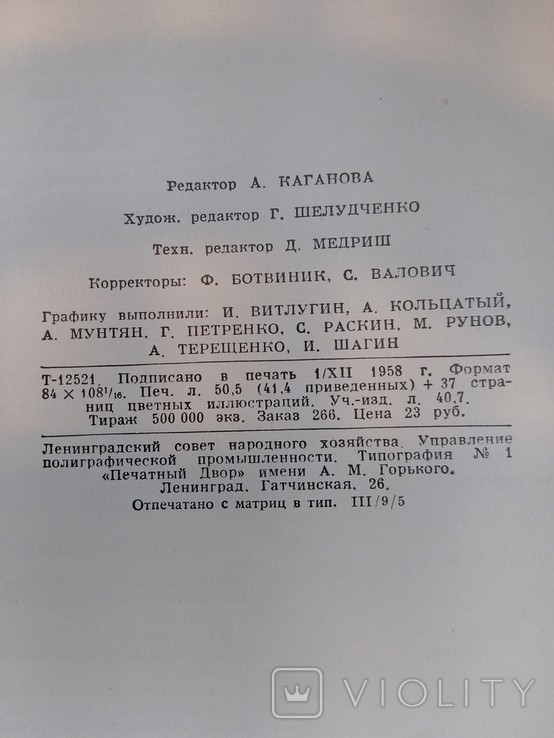 Редактор А. КАГАНОВА
Худож. редактор Г. ШЕЛУДЧЕНКО
Техн. редактор Д. МЕДРИШ
Корректоры: Ф. БОТВИНИК, С. ВАЛОВИЧ
Графику выполнили: И. ВИТЛУГИН, А. КОЛЬЦАТЫЙ,
А. МУНТЯН, Г. ПЕТРЕНКО, С. РАСКИН, М. РУНОВ,
А. ТЕРЕЩЕНКО, И. ШАГИН
Т-12521. Подписано в печать 1/XII 1958 г. Формат
84 × 108¹/₁₆. Печ. л. 50,5 (41,4 приведенных) + 37 стра-
ниц цветных иллюстраций. Уч.-изд. л. 40,7.
Тираж 500 000 экз. Заказ 266. Цена 23 руб.
Ленинградский совет народного хозяйства. Управление
полиграфической промышленности. Типография № 1
«Печатный Двор» имени А. М. Горького.
Ленинград, Гатчинская, 26.
Отпечатано с матриц в тип. III/9/5
VIOLITY